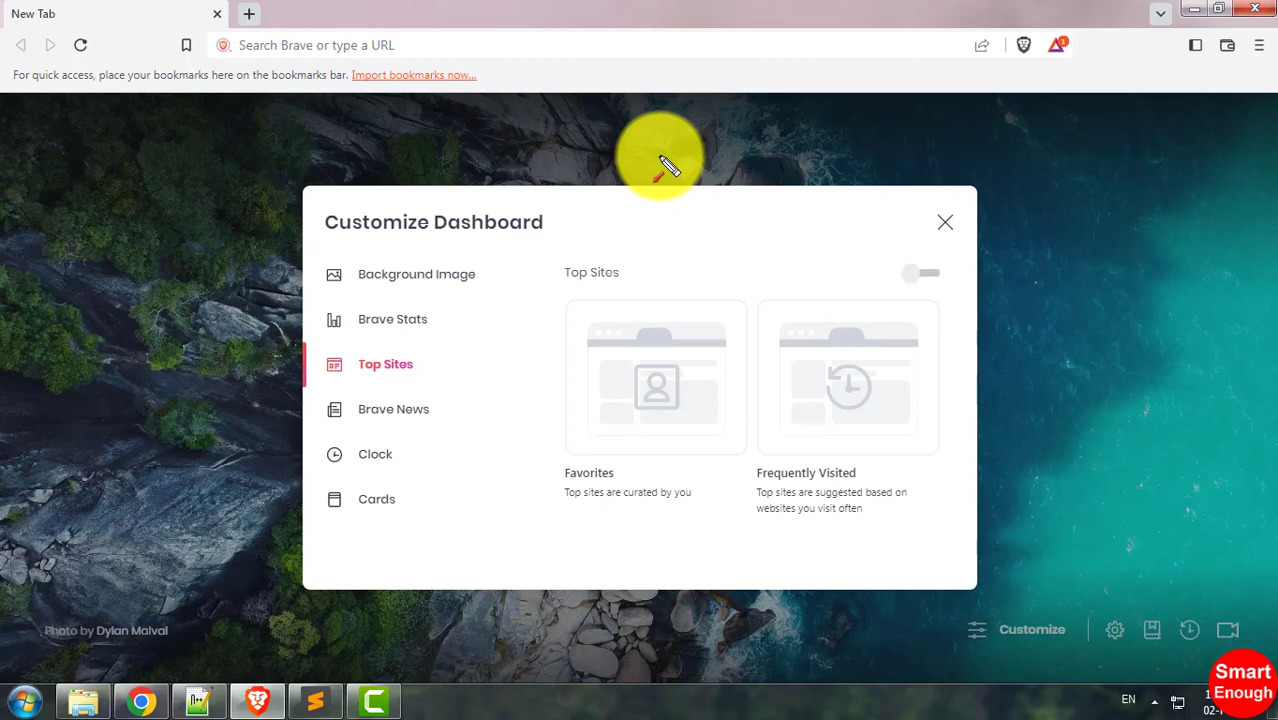 New Tab
Search Brave or type a URL
1
For quick access, place your bookmarks here on the bookmarks bar. Import bookmarks now...
Customize Dashboard
Background Image
Brave Stats
Top Sites
Brave News
Clock
Cards
Top Sites
Favorites
Top sites are curated by you
Frequently Visited
Top sites are suggested based on
websites you visit often
Photo by Dylan Malval
Customize
EN
Smart
Enough